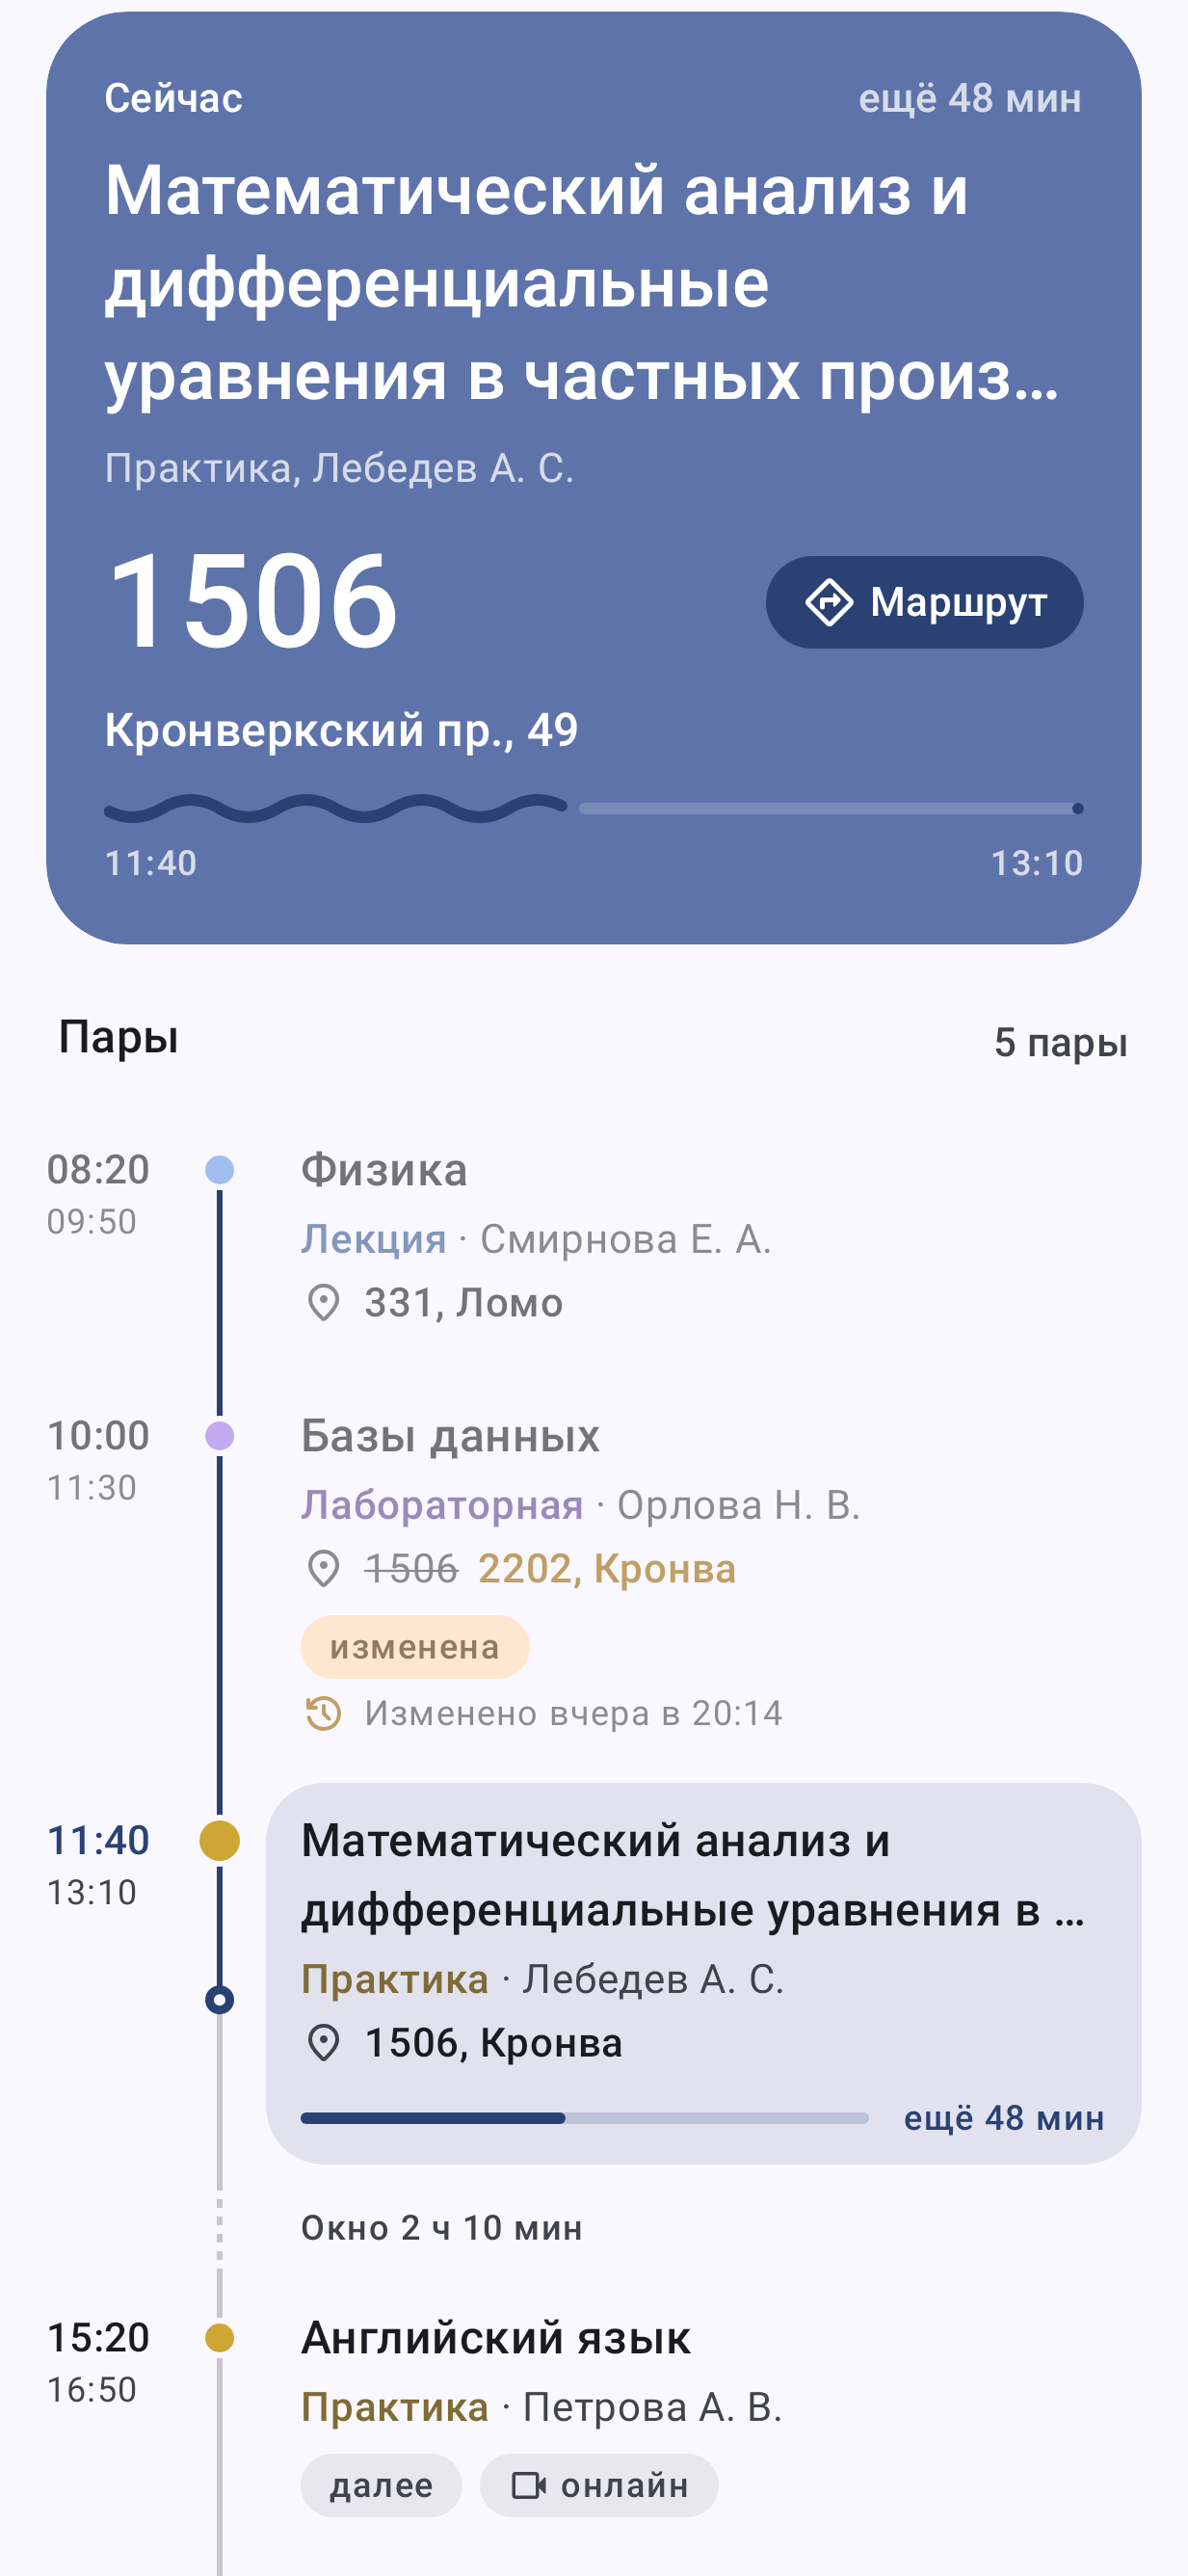 Сейчас
ещё 48 мин
Математический анализ и
дифференциальные
уравнения в частных произ…
Практика, Лебедев А. С.
1506
Маршрут
Кронверкский пр., 49
11:40
13:10
Пары
5 пары
08:20
Физика
09:50
Лекция · Смирнова Е. А.
331, Ломо
10:00
Базы данных
11:30
Лабораторная · Орлова Н. В.
1506 2202, Кронва
изменена
Изменено вчера в 20:14
11:40
Математический анализ и
13:10
дифференциальные уравнения в …
Практика · Лебедев А. С.
1506, Кронва
ещё 48 мин
Окно 2 ч 10 мин
15:20
Английский язык
16:50
Практика · Петрова А. В.
далее
онлайн